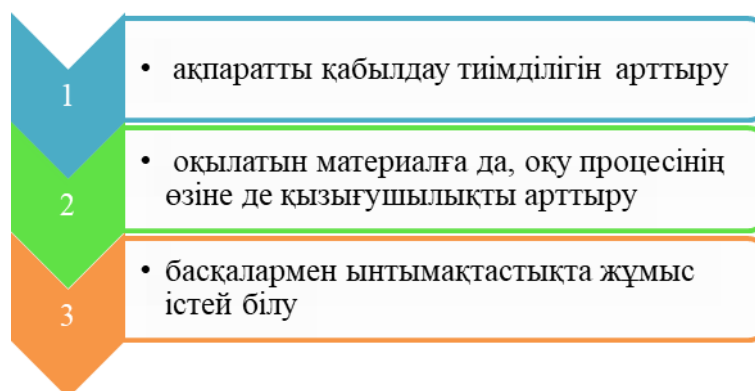 1
• ақпаратты қабылдау тиімділігін арттыру
2
• оқылатын материалға да, оқу процесінің
өзіне де қызығушылықты арттыру
3
• басқалармен ынтымақтастықта жұмыс
істей білу